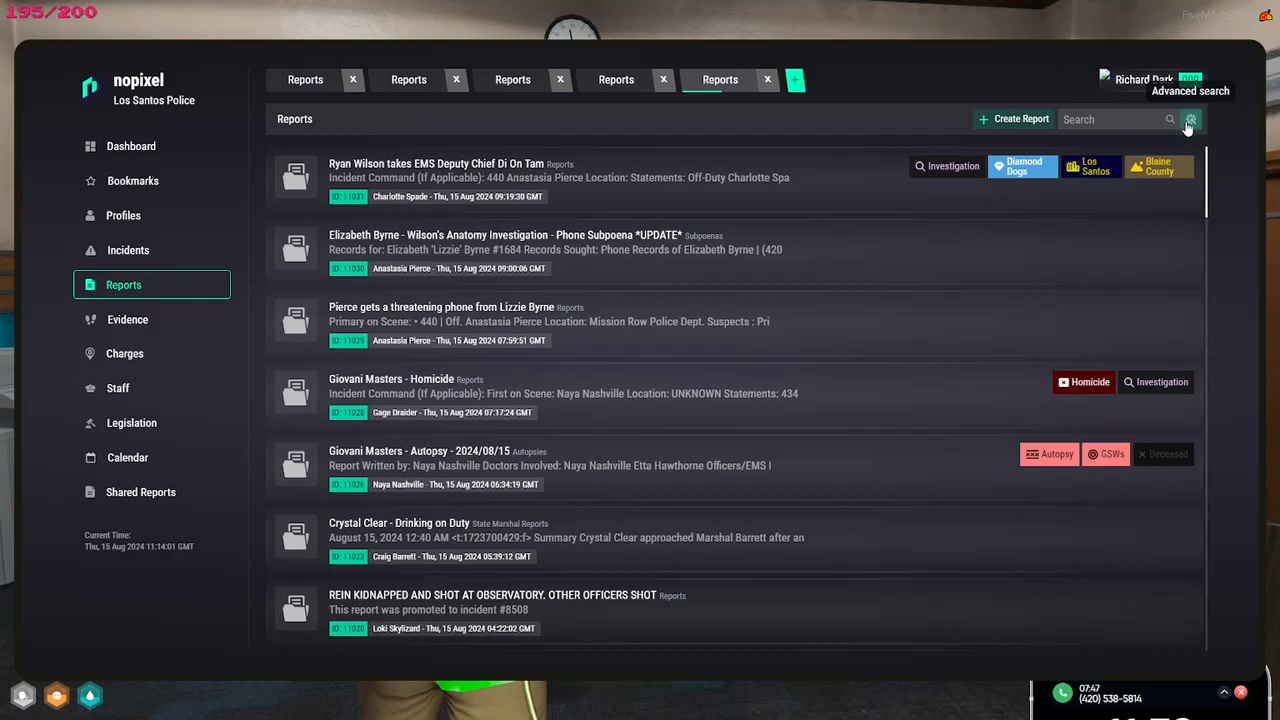 195/200
FiveM
nopixel
Los Santos Police
Reports x Reports x Reports x Reports x Reports x +
Richard Dark 009
Advanced search
Reports
+ Create Report
Search
Dashboard
Bookmarks
Profiles
Incidents
Reports
Evidence
Charges
Staff
Legislation
Calendar
Shared Reports
Current Time:
Thu, 15 Aug 2024 11:14:01 GMT
Ryan Wilson takes EMS Deputy Chief Di On Tam Reports
Incident Command (If Applicable): 440 Anastasia Pierce Location: Statements: Off-Duty Charlotte Spa
ID: 11031 Charlotte Spade - Thu, 15 Aug 2024 09:19:30 GMT
Investigation
Diamond
Dogs
Los
Santos
Blaine
County
Elizabeth Byrne - Wilson's Anatomy Investigation - Phone Subpoena *UPDATE* Subpoenas
Records for: Elizabeth 'Lizzie' Byrne #1684 Records Sought: Phone Records of Elizabeth Byrne | (420
ID: 11030 Anastasia Pierce - Thu, 15 Aug 2024 09:00:06 GMT
Pierce gets a threatening phone from Lizzie Byrne Reports
Primary on Scene: • 440 | Off. Anastasia Pierce Location: Mission Row Police Dept. Suspects : Pri
ID: 11029 Anastasia Pierce - Thu, 15 Aug 2024 07:59:51 GMT
Giovani Masters - Homicide Reports
Incident Command (If Applicable): First on Scene: Naya Nashville Location: UNKNOWN Statements: 434
ID: 11028 Gage Draider - Thu, 15 Aug 2024 07:17:24 GMT
Homicide
Investigation
Giovani Masters - Autopsy - 2024/08/15 Autopsies
Report Written by: Naya Nashville Doctors Involved: Naya Nashville Etta Hawthorne Officers/EMS I
ID: 11026 Naya Nashville - Thu, 15 Aug 2024 06:34:19 GMT
Autopsy
GSWs
Deceased
Crystal Clear - Drinking on Duty State Marshal Reports
August 15, 2024 12:40 AM <t:1723700429:f> Summary Crystal Clear approached Marshal Barrett after an
ID: 11023 Craig Barrett - Thu, 15 Aug 2024 05:39:12 GMT
REIN KIDNAPPED AND SHOT AT OBSERVATORY. OTHER OFFICERS SHOT Reports
This report was promoted to incident #8508
ID: 11020 Loki Skylizard - Thu, 15 Aug 2024 04:22:02 GMT
07:47
(420) 538-5814